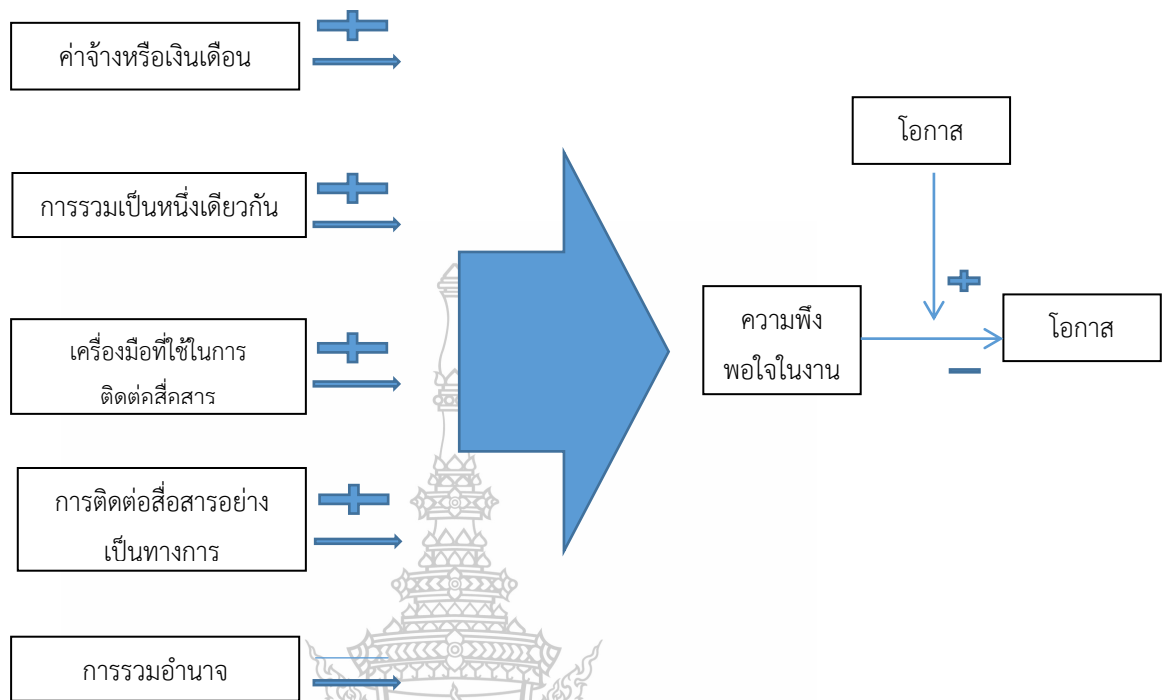 ค่าจ้างหรือเงินเดือน
โอกาส
การรวมเป็นหนึ่งเดียวกัน
ความพึง
พอใจในงาน
โอกาส
เครื่องมือที่ใช้ในการ
ติดต่อสื่อสาร
การติดต่อสื่อสารอย่าง
เป็นทางการ
การรวมอำนาจ